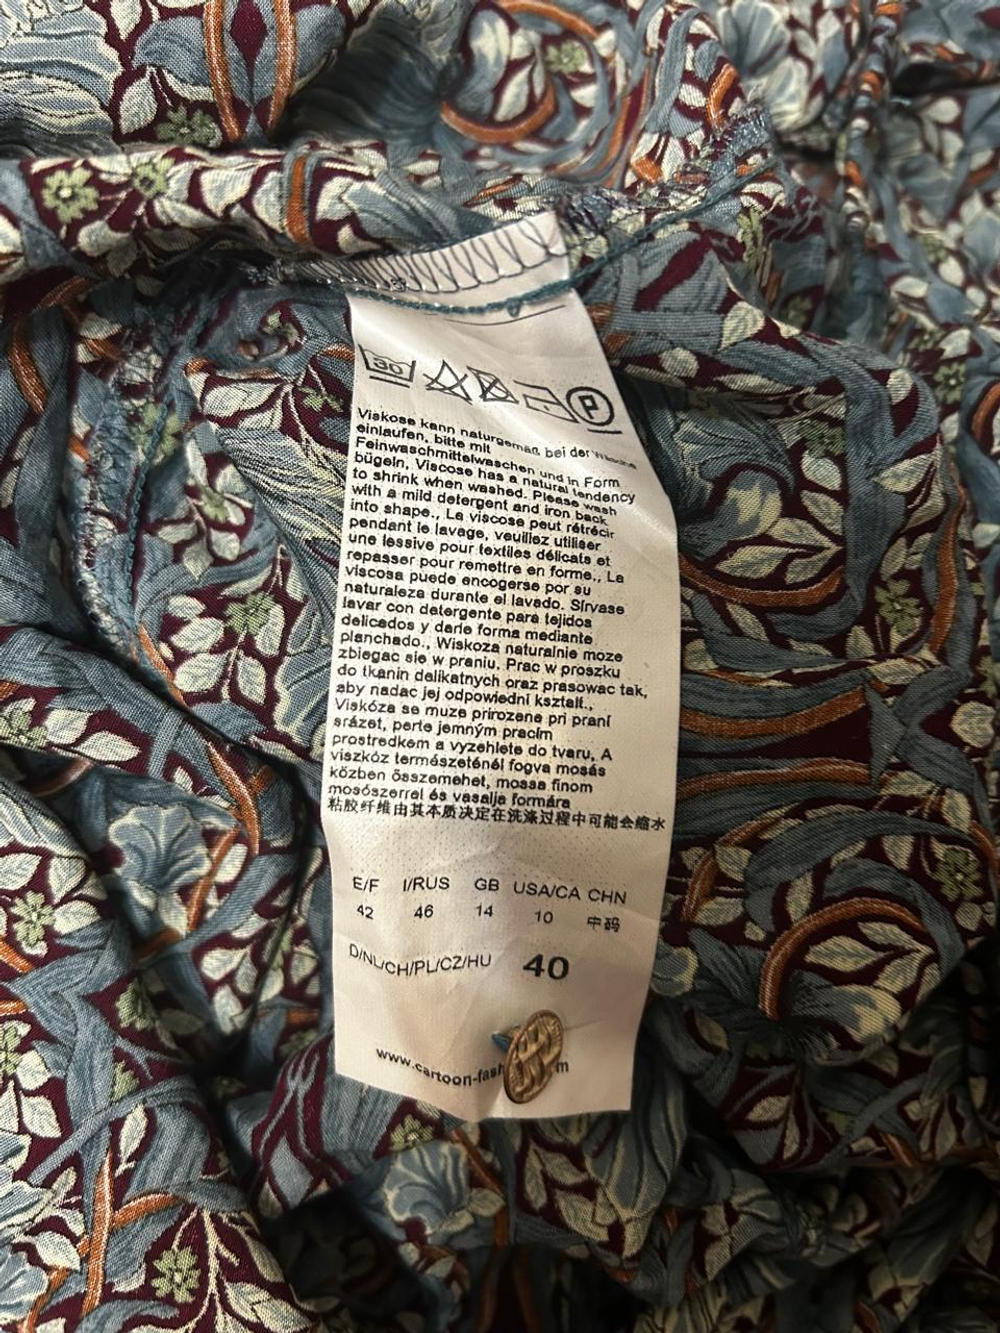 30
P
Viskose kann naturgemäß bei der Wäsche
einlaufen, bitte mit
Feinwaschmittelwaschen und in Form
bügeln, Viscose has a natural tendency
to shrink when washed. Please wash
with a mild detergent and iron back
into shape., La viscose peut rétrécir
pendant le lavage, veuillez utiliser
une lessive pour textiles délicats et
repasser pour remettre en forme., La
viscosa puede encogerse por su
naturaleza durante el lavado. Sírvase
lavar con detergente para tejidos
delicados y darle forma mediante
planchado., Wiskoza naturalnie moze
zbiegac sie w praniu. Prac w proszku
do tkanin delikatnych oraz prasowac tak,
aby nadac jej odpowiedni ksztalt.,
Viskóza se muze prirozene pri praní
srázet, perte jemným pracím
prostredkem a vyzehlete do tvaru, A
viszkóz természeténél fogva mosás
közben összemehet, mossa finom
mosószerrel és vasalja formára
粘胶纤维由其本质决定在洗涤过程中可能会缩水
E/F I/RUS GB USA/CA CHN
42 46 14 10 中码
D/NL/CH/PL/CZ/HU 40
www.cartoon-fash m